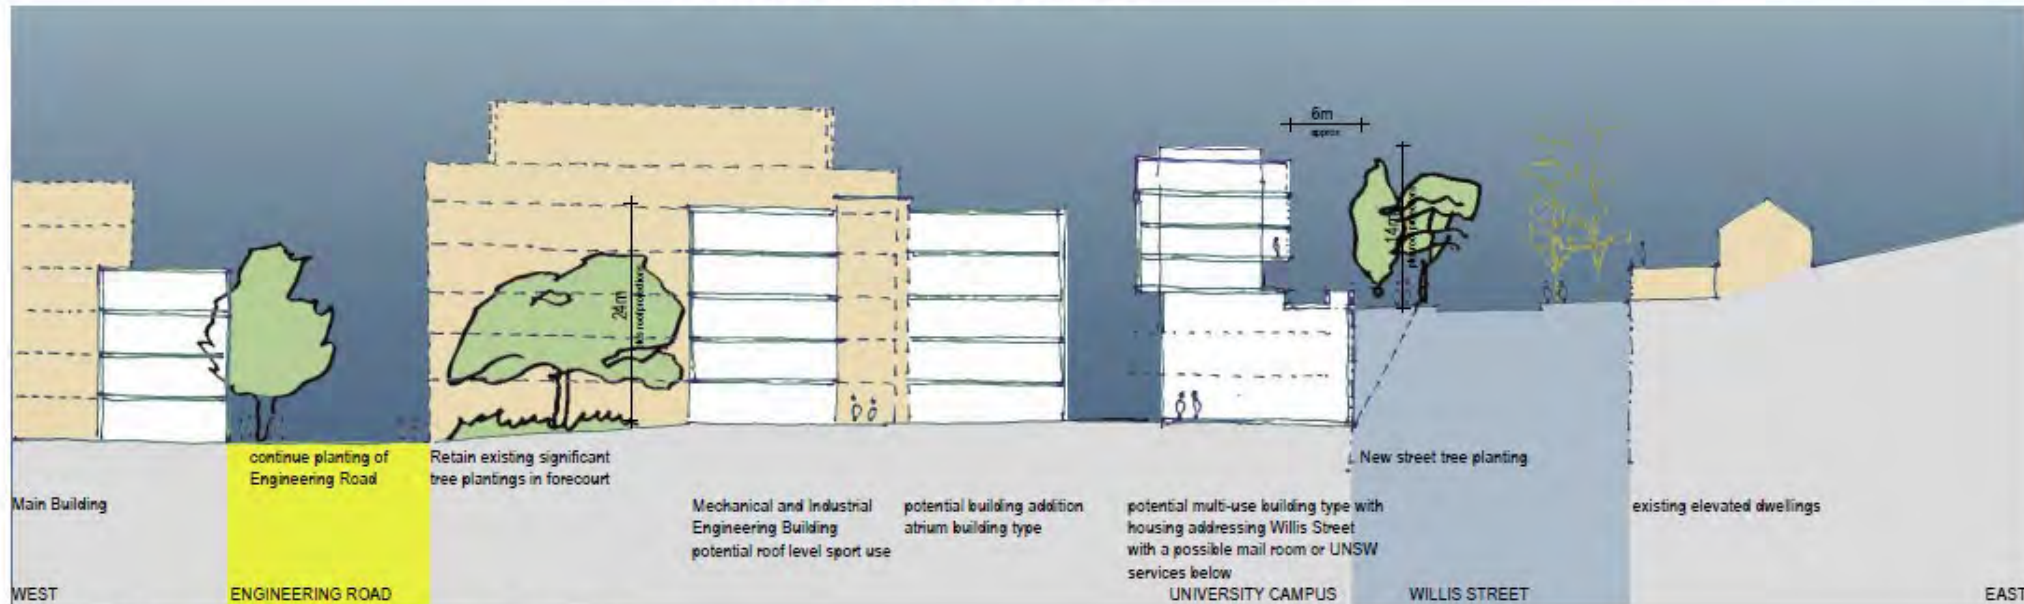 6m
approx
24m
14m
continue planting of
Engineering Road
Retain existing significant
tree plantings in forecourt
New street tree planting
Main Building
Mechanical and Industrial
Engineering Building
potential roof level sport use
potential building addition
atrium building type
potential multi-use building type with
housing addressing Willis Street
with a possible mail room or UNSW
services below
existing elevated dwellings
WEST
ENGINEERING ROAD
UNIVERSITY CAMPUS
WILLIS STREET
EAST